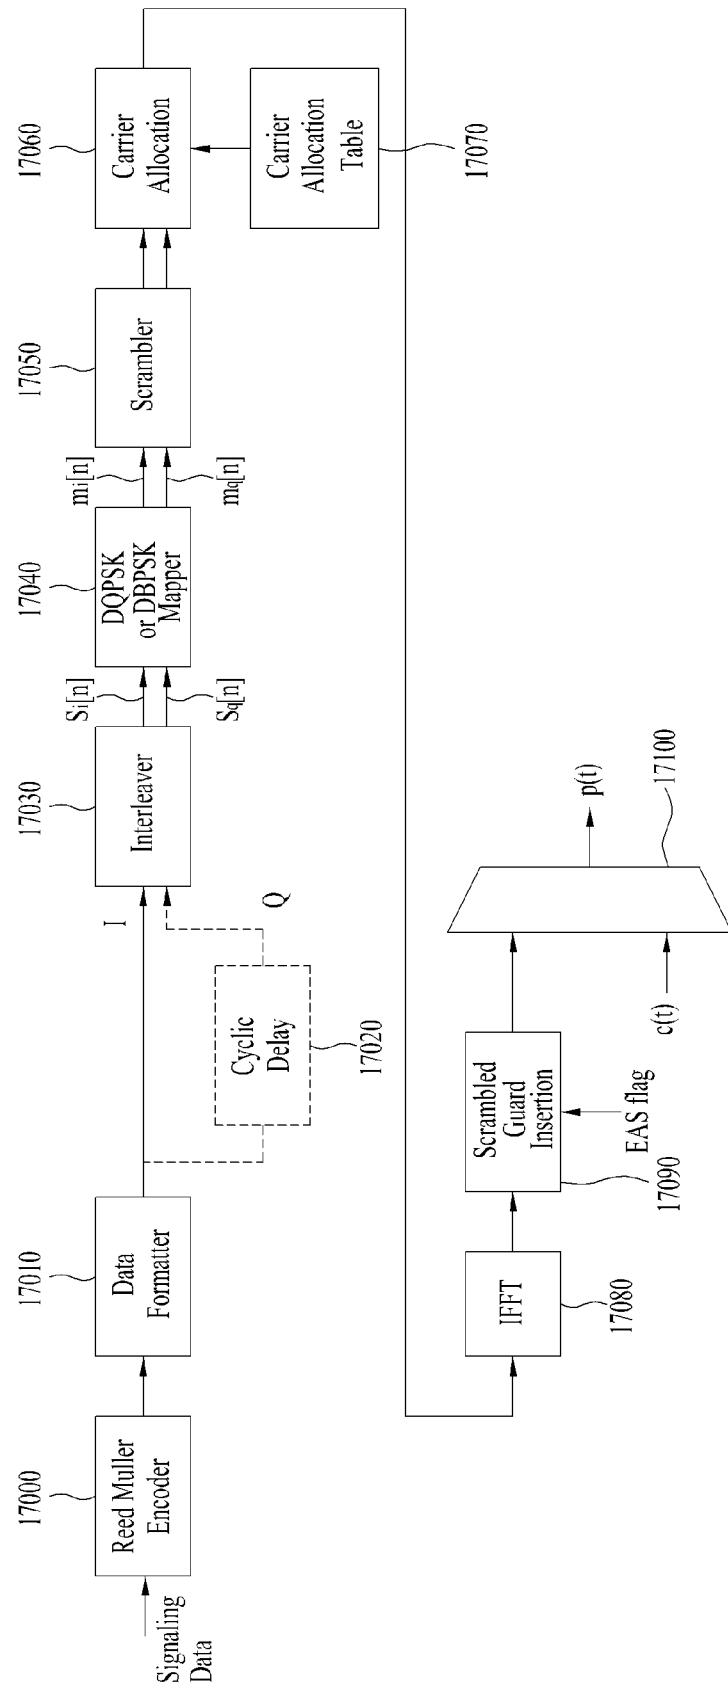 Signaling
Data
17000
Reed Muller
Encoder
17010
Data
Formatter
17020
Cyclic
Delay
I
Q
17030
Interleaver
Si[n]
Sq[n]
17040
DQPSK
or DBPSK
Mapper
mi[n]
mq[n]
17050
Scrambler
17060
Carrier
Allocation
Carrier
Allocation
Table
17070
IFFT
17080
Scrambled
Guard
Insertion
17090
EAS flag
c(t)
p(t)
17100